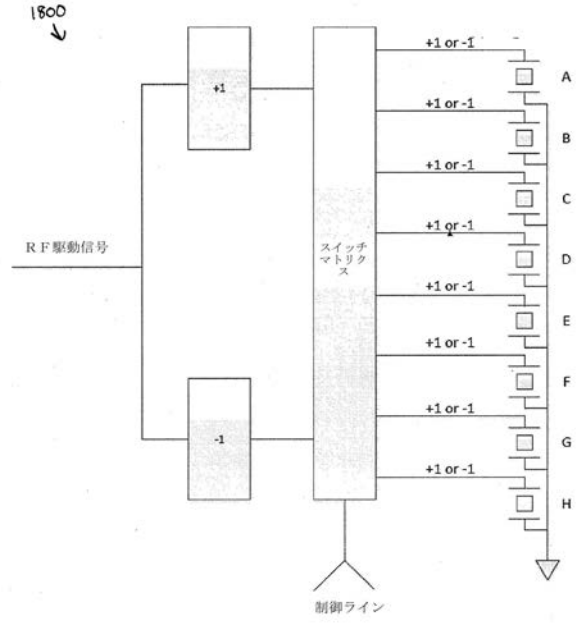 1800
+1
+1 or -1
A
+1 or -1
B
+1 or -1
C
RF駆動信号
スイッチ
マトリク
ス
+1 or -1
D
+1 or -1
E
+1 or -1
F
-1
+1 or -1
G
+1 or -1
H
制御ライン